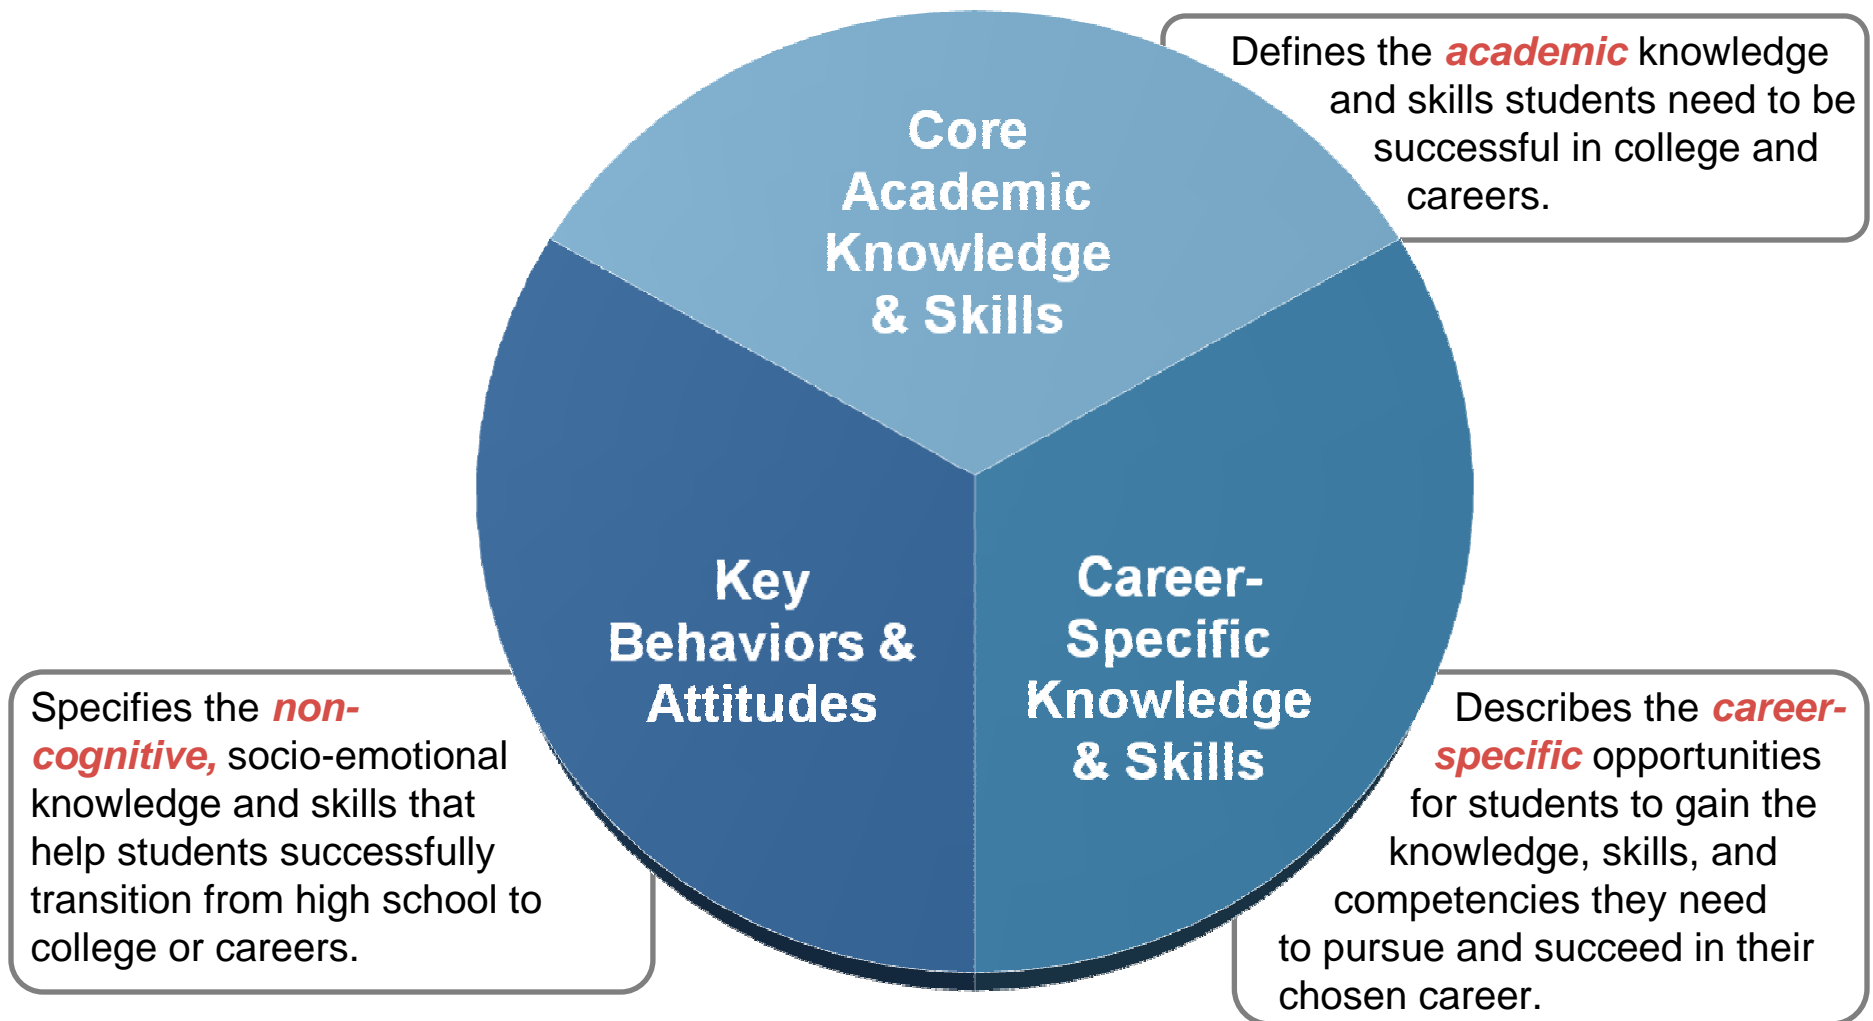 Core
Academic
Knowledge
& Skills
Defines the academic knowledge
and skills students need to be
successful in college and
careers.
Key
Behaviors &
Attitudes
Career-
Specific
Knowledge
& Skills
Specifies the non-
cognitive, socio-emotional
knowledge and skills that
help students successfully
transition from high school to
college or careers.
Describes the career-
specific opportunities
for students to gain the
knowledge, skills, and
competencies they need
to pursue and succeed in their
chosen career.